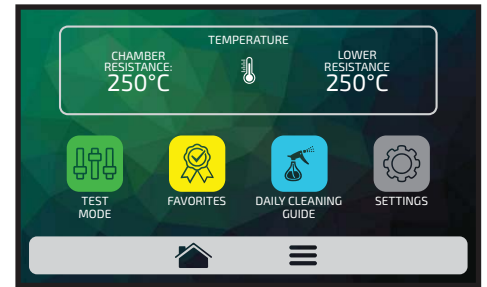 TEMPERATURE
CHAMBER
RESISTANCE:
250°C
LOWER
RESISTANCE
250°C
TEST
MODE
FAVORITES
DAILY CLEANING
GUIDE
SETTINGS